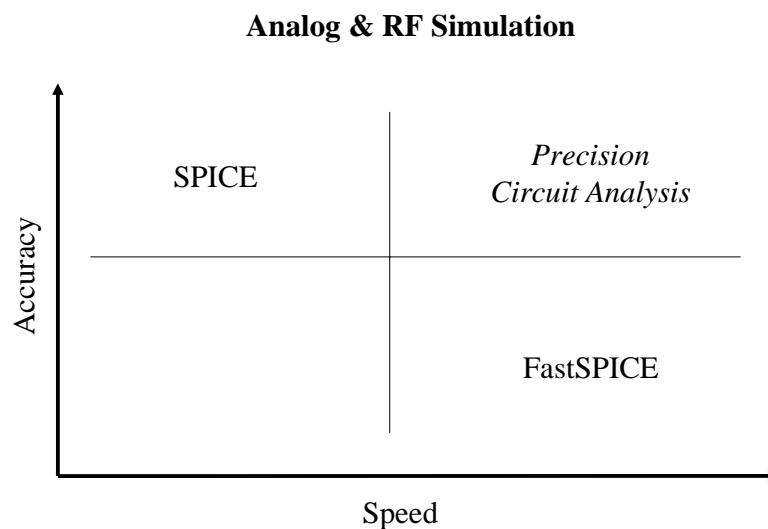 Analog & RF Simulation
SPICE
Precision
Circuit Analysis
Accuracy
FastSPICE
Speed